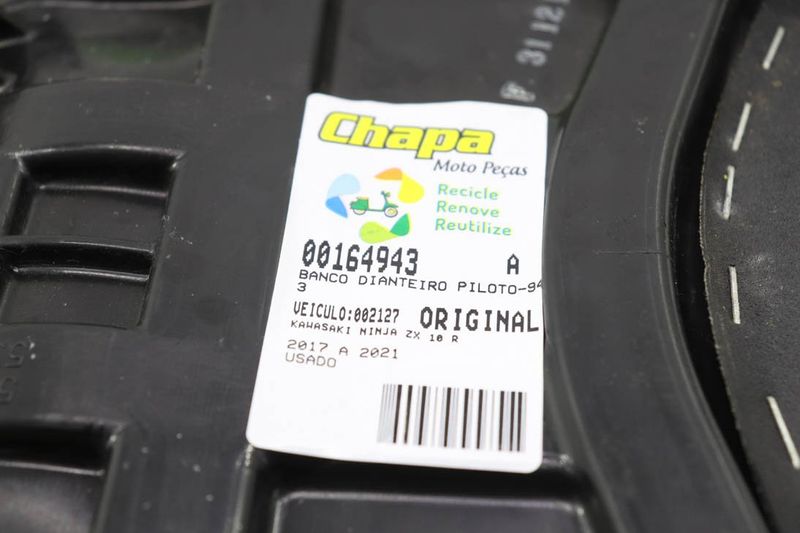 P 31121
Chapa
Moto Peças
Recicle
Renove
Reutilize
00164943 A
BANCO DIANTEIRO PILOTO-94
3
VEICULO:002127 ORIGINAL
KAWASAKI NINJA ZX 10 R
2017 A 2021
USADO